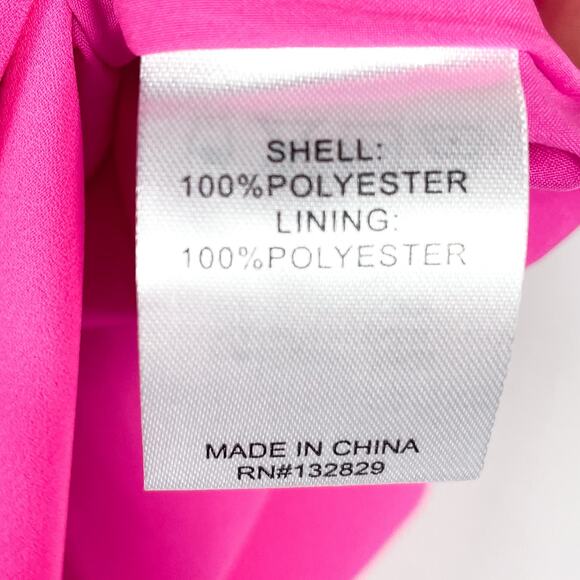 SHELL:
100%POLYESTER
LINING:
100%POLYESTER
MADE IN CHINA
RN#132829